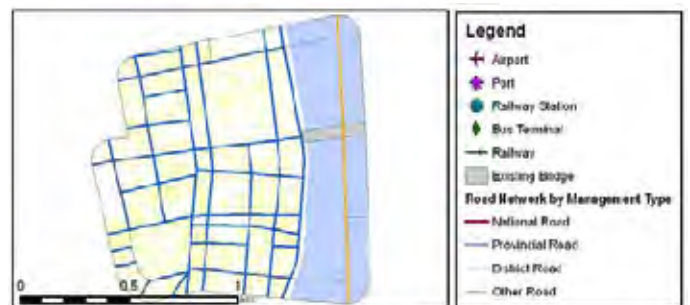 0 0.5 1
Legend
Airport
Port
Railway Station
Bus Terminal
Railway
Existing Bridge
Road Network by Management Type
National Road
Provincial Road
District Road
Other Road